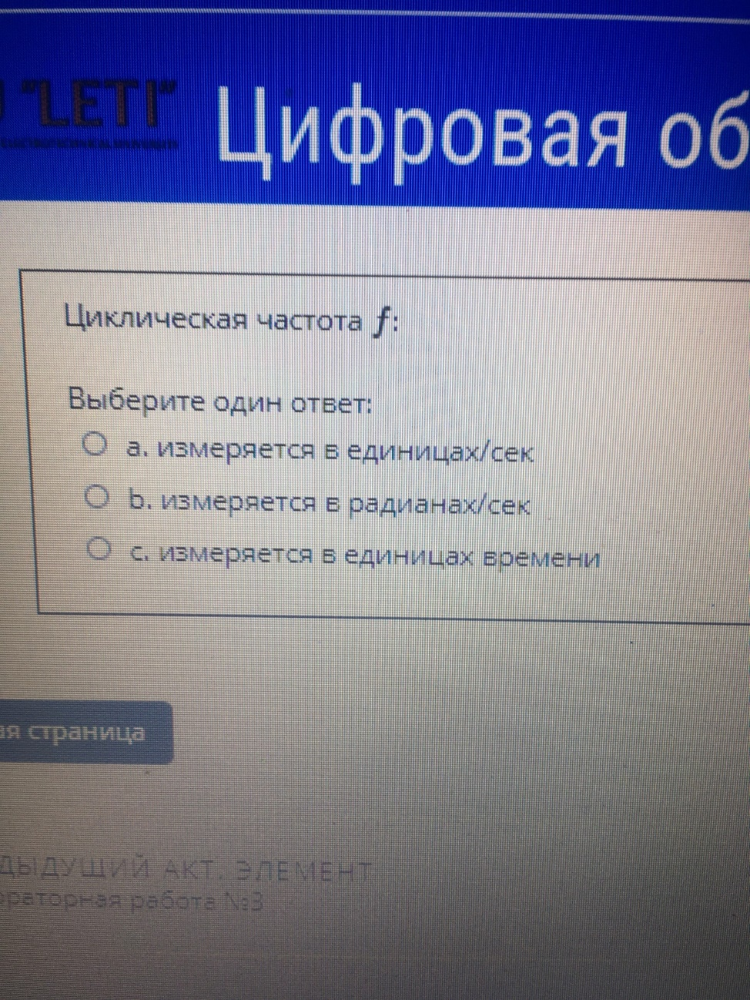 "LETI"
Цифровая об
Циклическая частота f:
Выберите один ответ:
a. измеряется в единицах/сек
b. измеряется в радианах/сек
c. измеряется в единицах времени
ая страница
ДЫДУЩИЙ АКТ. ЭЛЕМЕНТ
ораторная работа №3